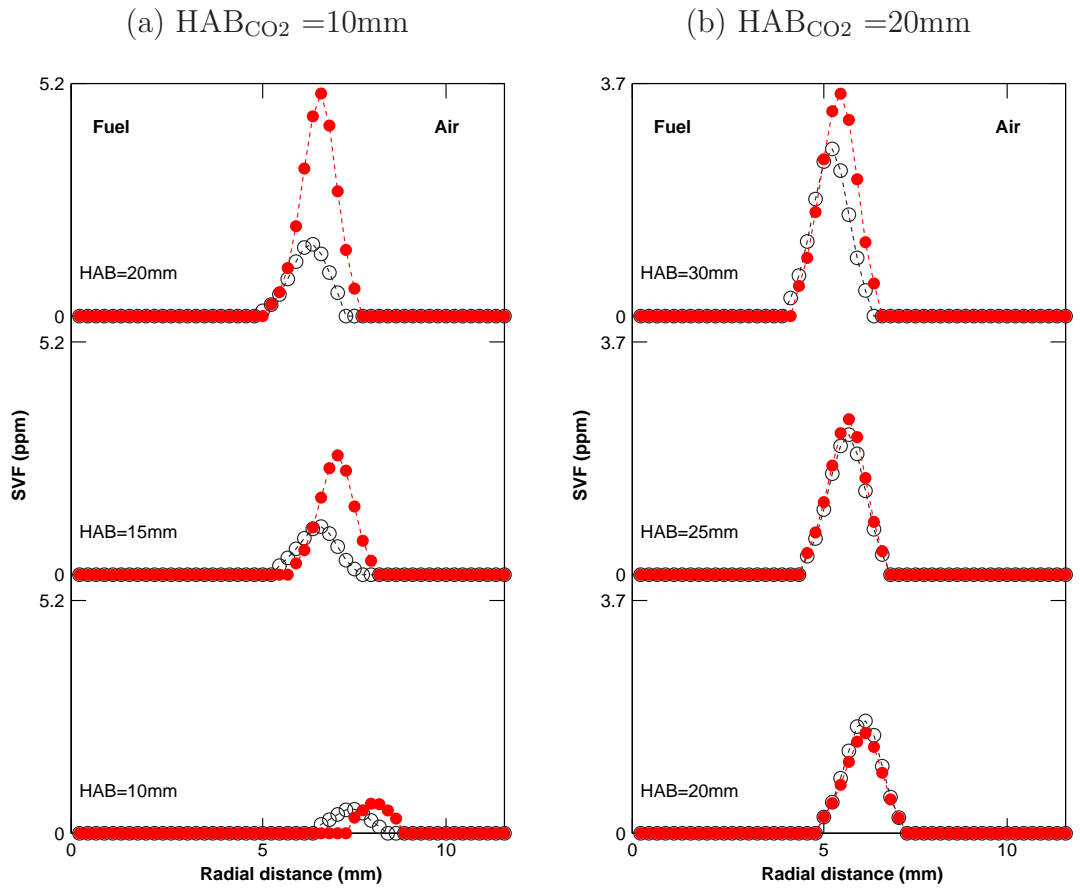 (a) HAB_CO2 =10mm
5.2
Fuel
Air
HAB=20mm
0
5.2
SVF (ppm)
HAB=15mm
0
5.2
HAB=10mm
0
0
5
10
Radial distance (mm)
(b) HAB_CO2 =20mm
3.7
Fuel
Air
HAB=30mm
0
3.7
SVF (ppm)
HAB=25mm
0
3.7
HAB=20mm
0
0
5
10
Radial distance (mm)